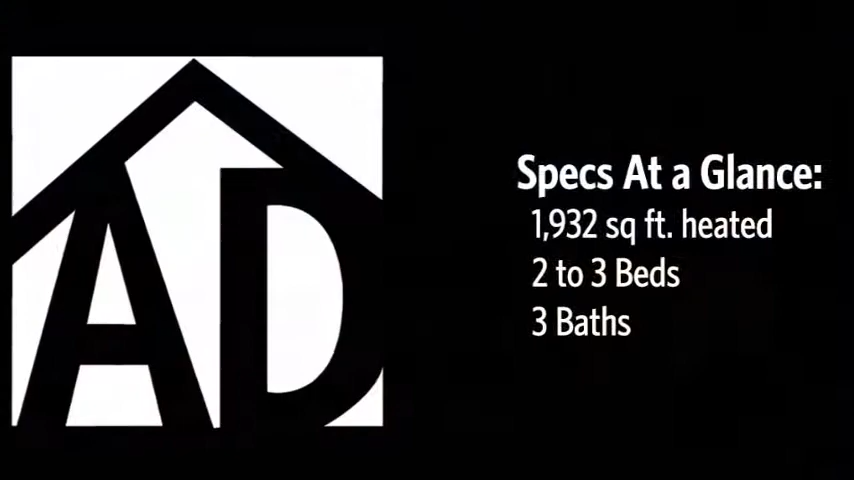 AD
Specs At a Glance:
1,932 sq ft. heated
2 to 3 Beds
3 Baths